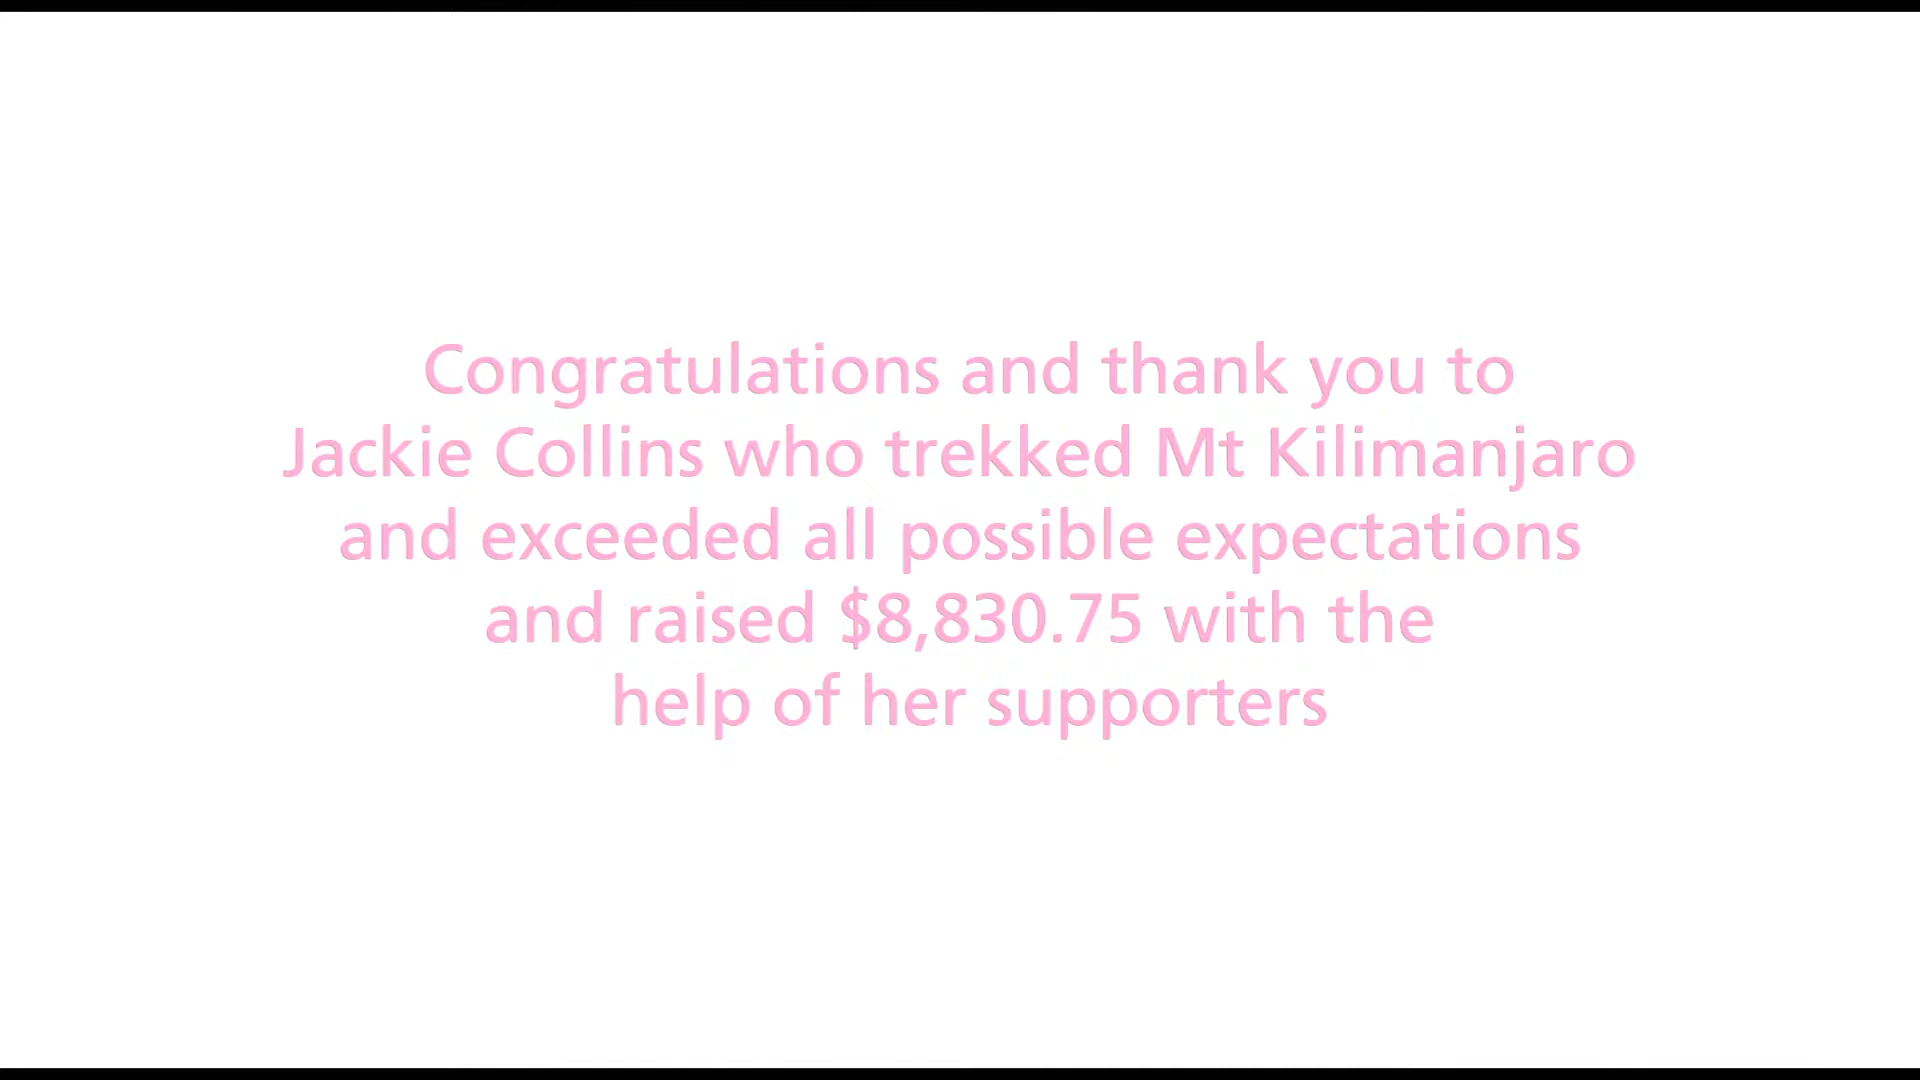 Congratulations and thank you to
Jackie Collins who trekked Mt Kilimanjaro
and exceeded all possible expectations
and raised $8,830.75 with the
help of her supporters